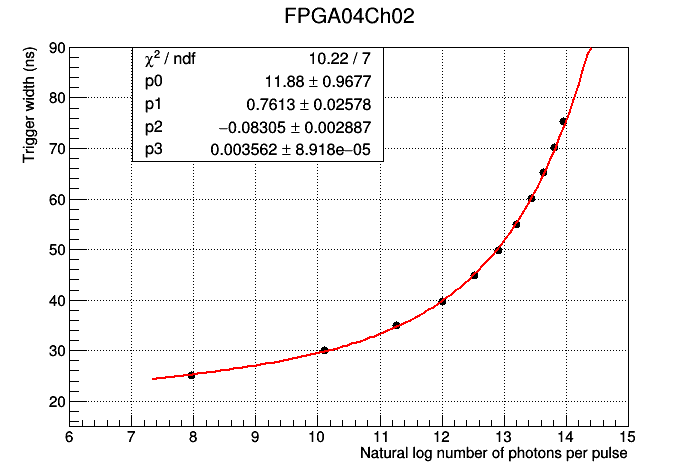 FPGA04Ch02
χ² / ndf 10.22 / 7
p0 11.88 ± 0.9677
p1 0.7613 ± 0.02578
p2 −0.08305 ± 0.002887
p3 0.003562 ± 8.918e−05
Trigger width (ns)
90
80
70
60
50
40
30
20
6 7 8 9 10 11 12 13 14 15
Natural log number of photons per pulse